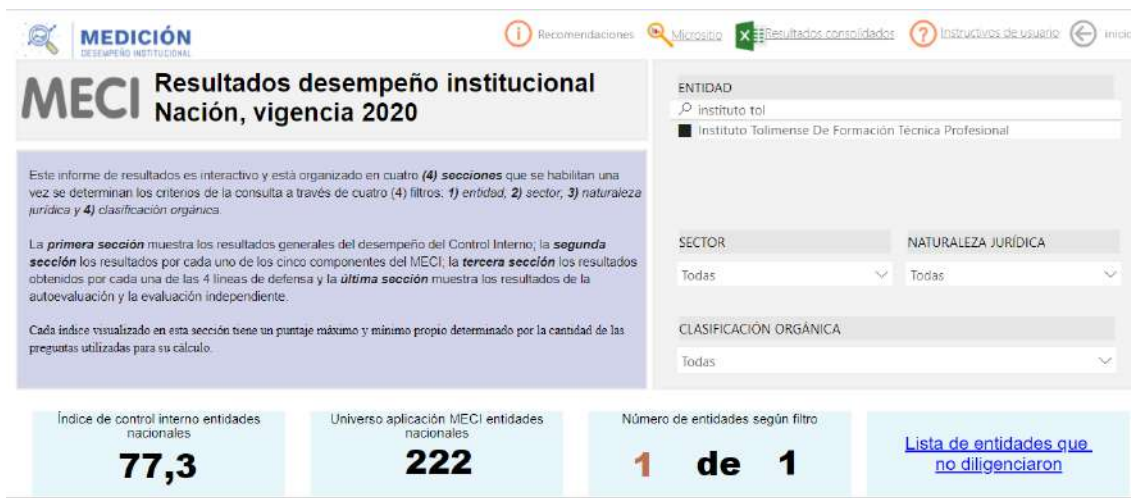 MEDICIÓN
DESEMPEÑO INSTITUCIONAL
Recomendaciones
Micrositio
Resultados consolidados
Instructivos de usuario
inicio
MECI
Resultados desempeño institucional
Nación, vigencia 2020
Este informe de resultados es interactivo y está organizado en cuatro (4) secciones que se habilitan una
vez se determinan los criterios de la consulta a través de cuatro (4) filtros: 1) entidad, 2) sector, 3) naturaleza
jurídica y 4) clasificación orgánica.
La primera sección muestra los resultados generales del desempeño del Control Interno; la segunda
sección los resultados por cada uno de los cinco componentes del MECI; la tercera sección los resultados
obtenidos por cada una de las 4 líneas de defensa y la última sección muestra los resultados de la
autoevaluación y la evaluación independiente.
Cada índice visualizado en esta sección tiene un puntaje máximo y mínimo propio determinado por la cantidad de las
preguntas utilizadas para su cálculo.
ENTIDAD
instituto tol
Instituto Tolimense De Formación Técnica Profesional
SECTOR
Todas
NATURALEZA JURÍDICA
Todas
CLASIFICACIÓN ORGÁNICA
Todas
Índice de control interno entidades
nacionales
77,3
Universo aplicación MECI entidades
nacionales
222
Número de entidades según filtro
1 de 1
Lista de entidades que
no diligenciaron